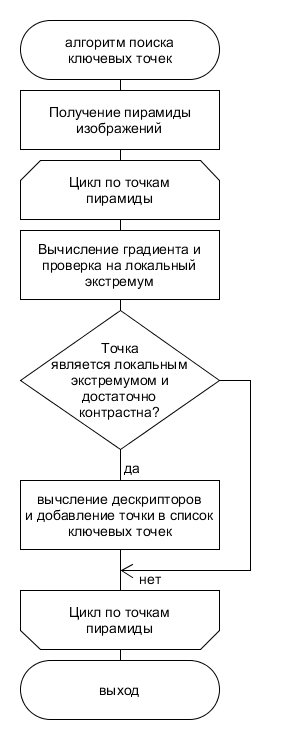 алгоритм поиска
ключевых точек
Получение пирамиды
изображений
Цикл по точкам
пирамиды
Вычисление градиента и
проверка на локальный
экстремум
Точка
является локальным
экстремумом и
достаточно
контрастна?
да
вычсление дескрипторов
и добавление точки в список
ключевых точек
нет
Цикл по точкам
пирамиды
выход